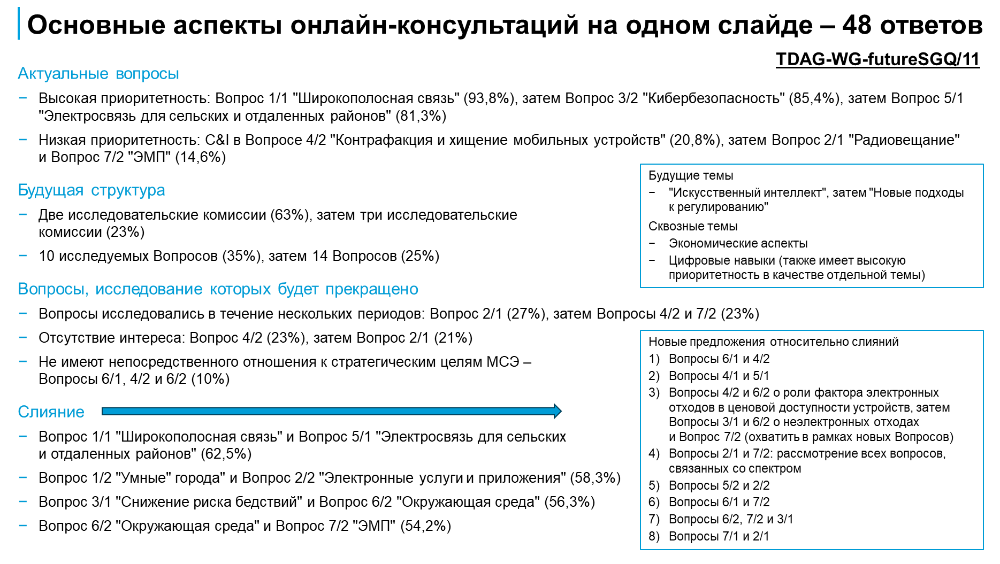 Основные аспекты онлайн-консультаций на одном слайде – 48 ответов
TDAG-WG-futureSGQ/11
Актуальные вопросы
− Высокая приоритетность: Вопрос 1/1 "Широкополосная связь" (93,8%), затем Вопрос 3/2 "Кибербезопасность" (85,4%), затем Вопрос 5/1
"Электросвязь для сельских и отдаленных районов" (81,3%)
− Низкая приоритетность: C&I в Вопросе 4/2 "Контрафакция и хищение мобильных устройств" (20,8%), затем Вопрос 2/1 "Радиовещание"
и Вопрос 7/2 "ЭМП" (14,6%)
Будущая структура
− Две исследовательские комиссии (63%), затем три исследовательские
комиссии (23%)
− 10 исследуемых Вопросов (35%), затем 14 Вопросов (25%)
Будущие темы
− "Искусственный интеллект", затем "Новые подходы
к регулированию"
Сквозные темы
− Экономические аспекты
− Цифровые навыки (также имеет высокую
приоритетность в качестве отдельной темы)
Вопросы, исследование которых будет прекращено
− Вопросы исследовались в течение нескольких периодов: Вопрос 2/1 (27%), затем Вопросы 4/2 и 7/2 (23%)
− Отсутствие интереса: Вопрос 4/2 (23%), затем Вопрос 2/1 (21%)
− Не имеют непосредственного отношения к стратегическим целям МСЭ –
Вопросы 6/1, 4/2 и 6/2 (10%)
Слияние
− Вопрос 1/1 "Широкополосная связь" и Вопрос 5/1 "Электросвязь для сельских
и отдаленных районов" (62,5%)
− Вопрос 1/2 "Умные" города" и Вопрос 2/2 "Электронные услуги и приложения" (58,3%)
− Вопрос 3/1 "Снижение риска бедствий" и Вопрос 6/2 "Окружающая среда" (56,3%)
− Вопрос 6/2 "Окружающая среда" и Вопрос 7/2 "ЭМП" (54,2%)
Новые предложения относительно слияний
1) Вопросы 6/1 и 4/2
2) Вопросы 4/1 и 5/1
3) Вопросы 4/2 и 6/2 о роли фактора электронных
отходов в ценовой доступности устройств, затем
Вопросы 3/1 и 6/2 о неэлектронных отходах
и Вопрос 7/2 (охватить в рамках новых Вопросов)
4) Вопросы 2/1 и 7/2: рассмотрение всех вопросов,
связанных со спектром
5) Вопросы 5/2 и 2/2
6) Вопросы 6/1 и 7/2
7) Вопросы 6/2, 7/2 и 3/1
8) Вопросы 7/1 и 2/1